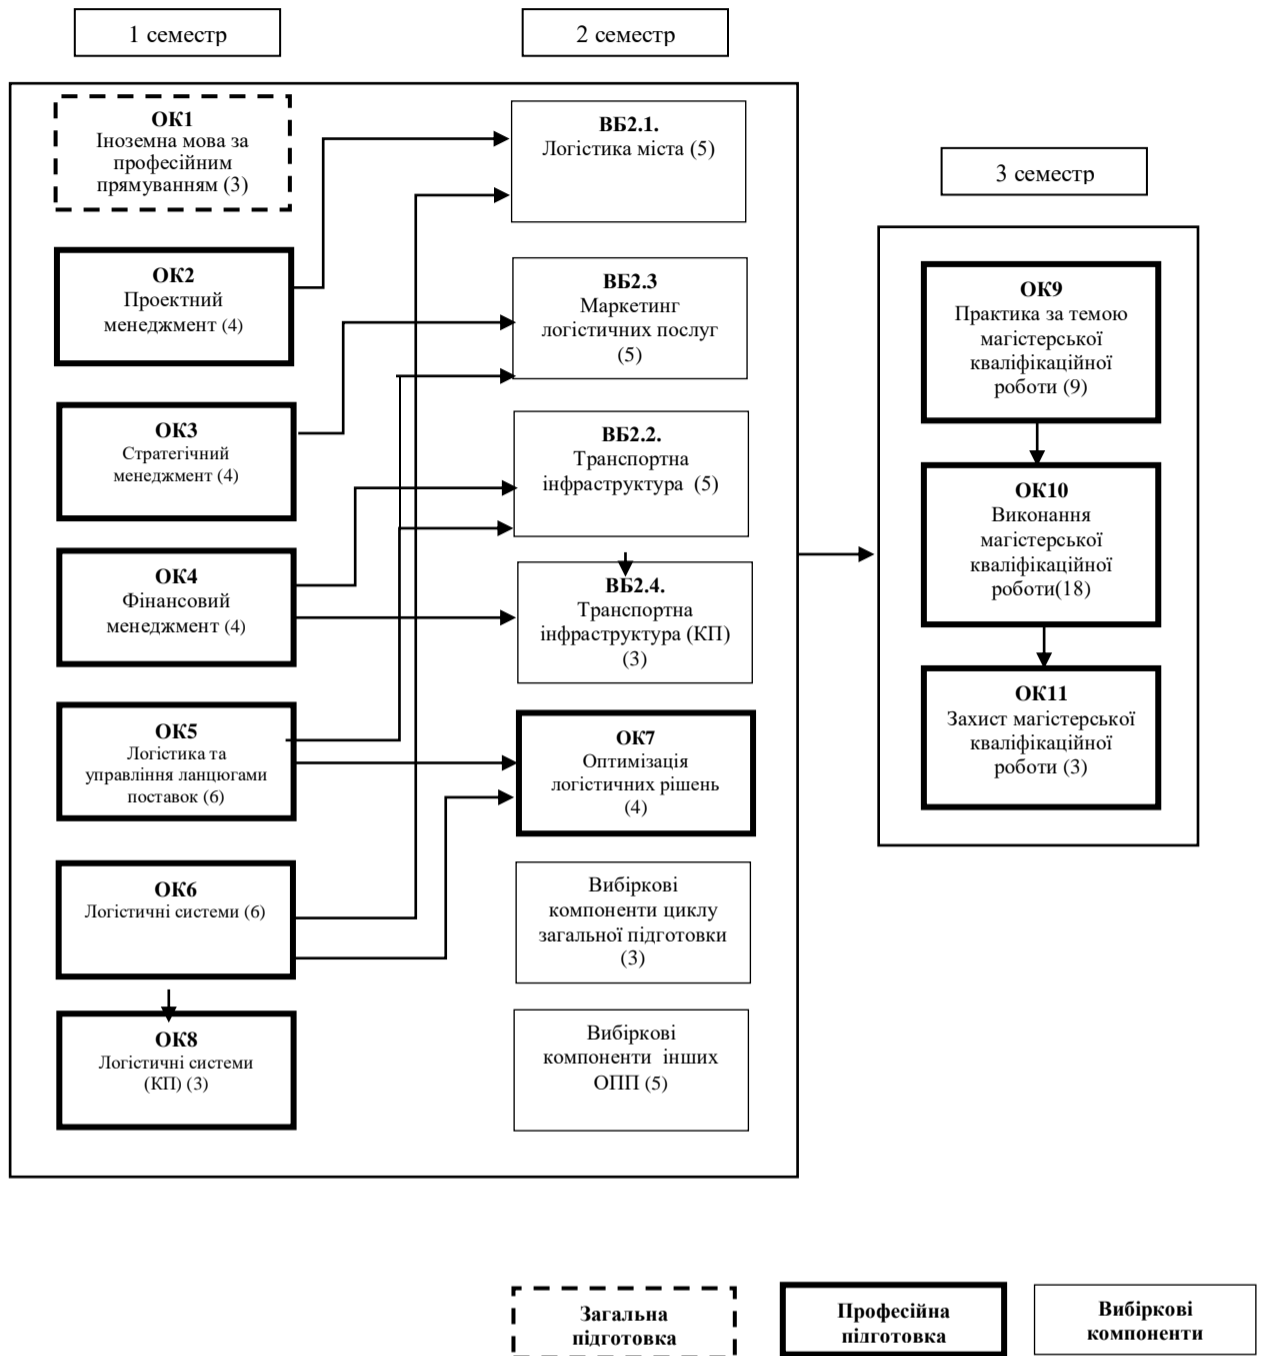 1 семестр
2 семестр
3 семестр
ОК1
Іноземна мова за
професійним
прямуванням (3)
ОК2
Проектний
менеджмент (4)
ОК3
Стратегічний
менеджмент (4)
ОК4
Фінансовий
менеджмент (4)
ОК5
Логістика та
управління ланцюгами
поставок (6)
ОК6
Логістичні системи (6)
ОК8
Логістичні системи
(КП) (3)
ВБ2.1.
Логістика міста (5)
ВБ2.3
Маркетинг
логістичних послуг
(5)
ВБ2.2.
Транспортна
інфраструктура (5)
ВБ2.4.
Транспортна
інфраструктура (КП)
(3)
ОК7
Оптимізація
логістичних рішень
(4)
Вибіркові
компоненти циклу
загальної підготовки
(3)
Вибіркові
компоненти інших
ОПП (5)
ОК9
Практика за темою
магістерської
кваліфікаційної
роботи (9)
ОК10
Виконання
магістерської
кваліфікаційної
роботи(18)
ОК11
Захист магістерської
кваліфікаційної
роботи (3)
Загальна
підготовка
Професійна
підготовка
Вибіркові
компоненти